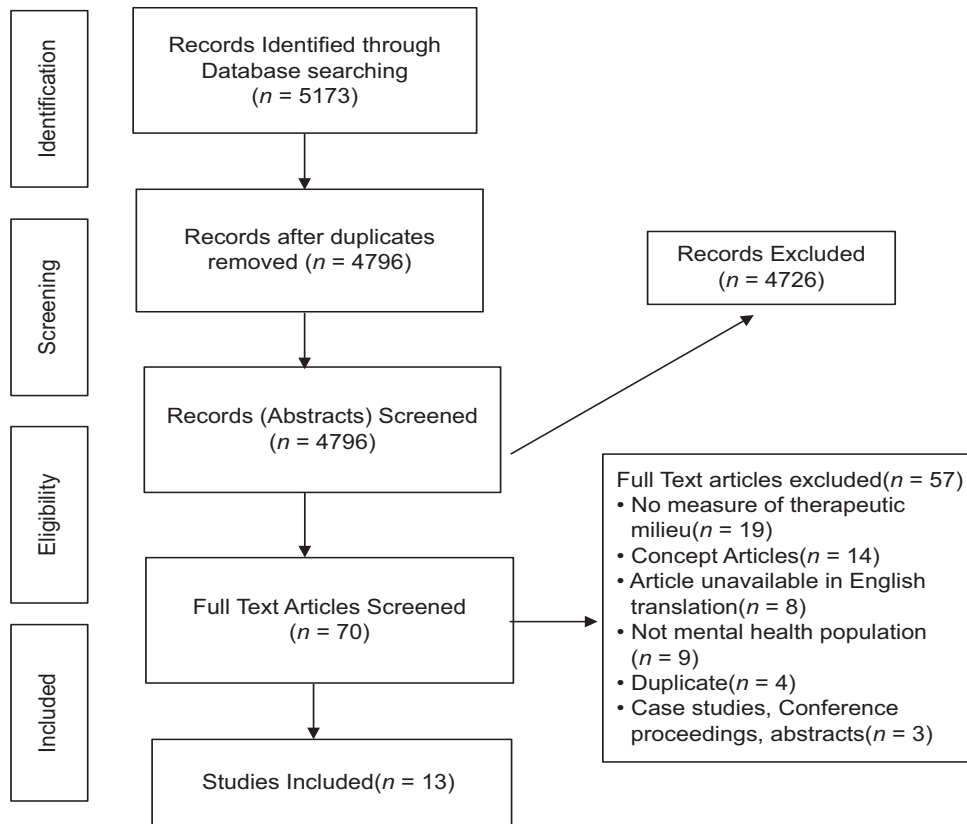 Identification
Records Identified through
Database searching
(n = 5173)
Screening
Records after duplicates
removed (n = 4796)
Records Excluded
(n = 4726)
Records (Abstracts) Screened
(n = 4796)
Eligibility
Full Text Articles Screened
(n = 70)
Full Text articles excluded(n = 57)
• No measure of therapeutic
milieu(n = 19)
• Concept Articles(n = 14)
• Article unavailable in English
translation(n = 8)
• Not mental health population
(n = 9)
• Duplicate(n = 4)
• Case studies, Conference
proceedings, abstracts(n = 3)
Included
Studies Included(n = 13)